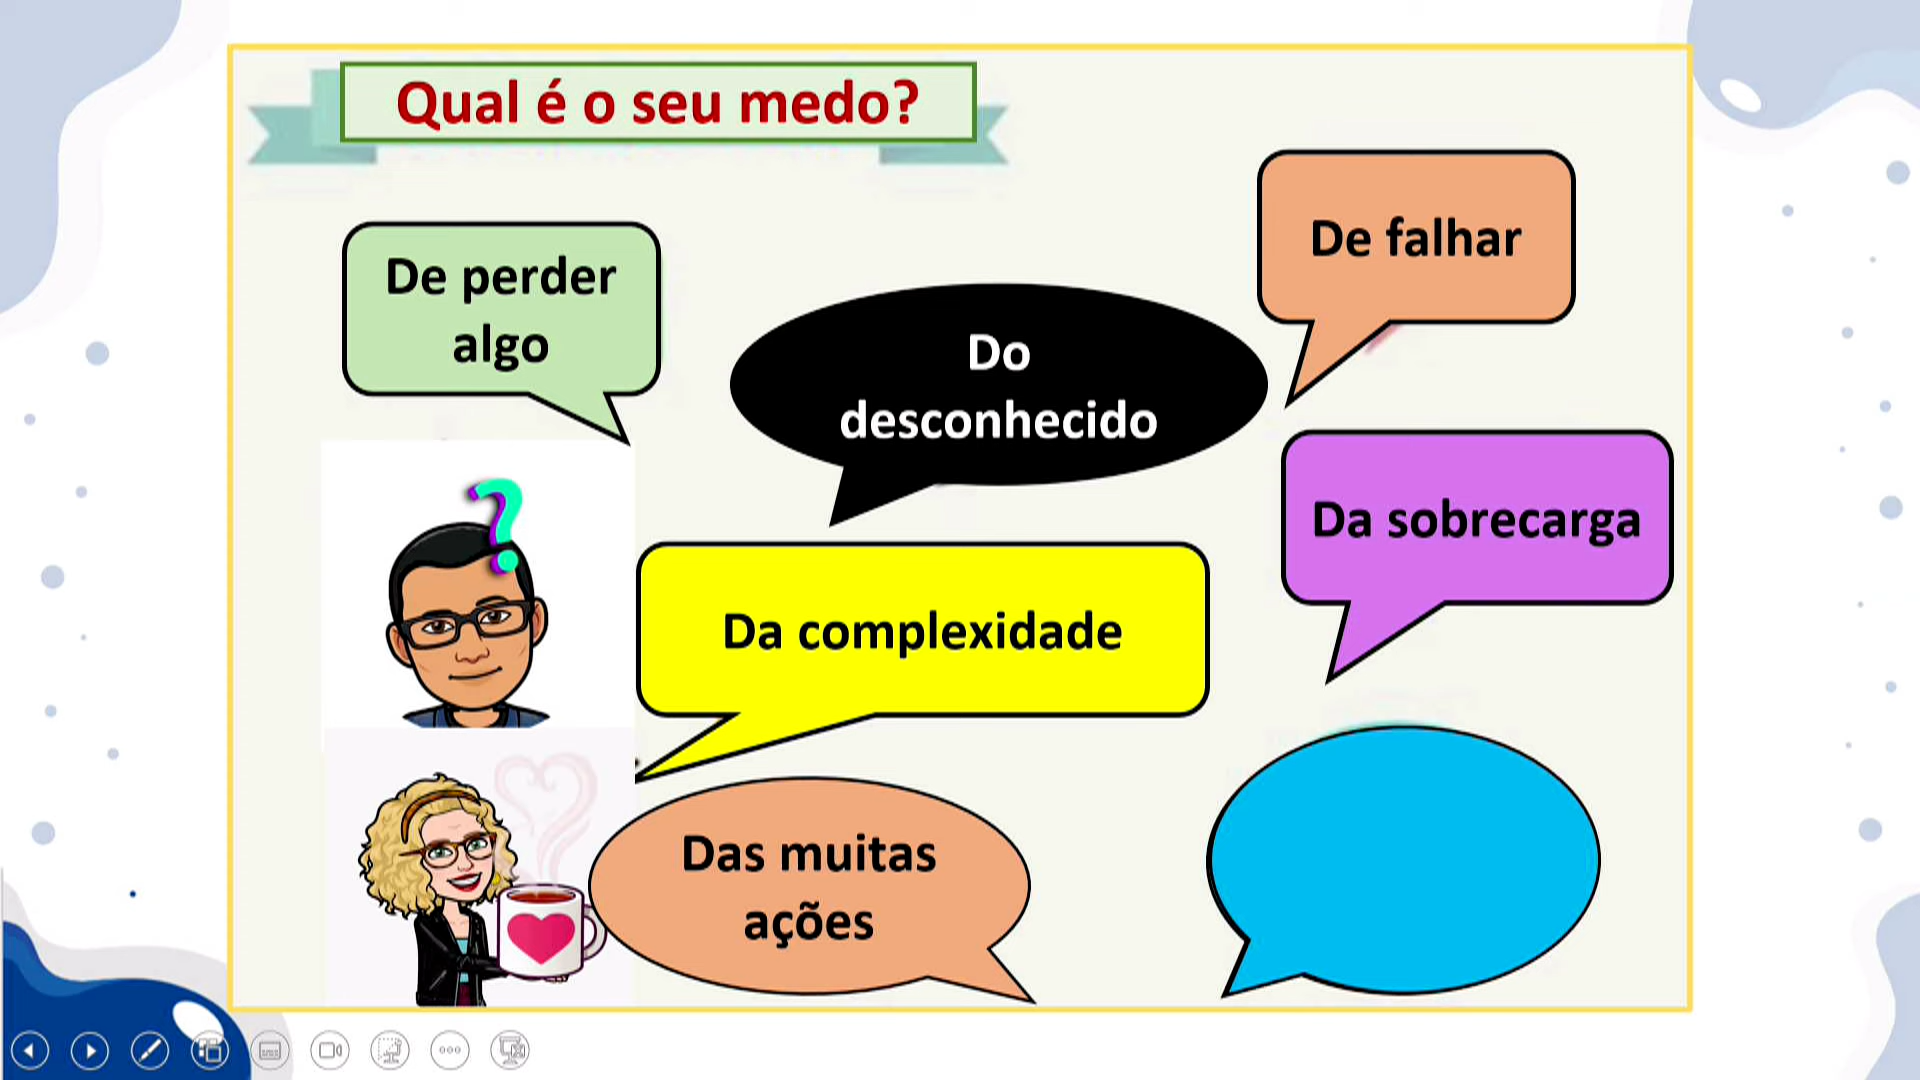 Qual é o seu medo?
De perder
algo
Do
desconhecido
De falhar
Da sobrecarga
?
Da complexidade
Das muitas
ações